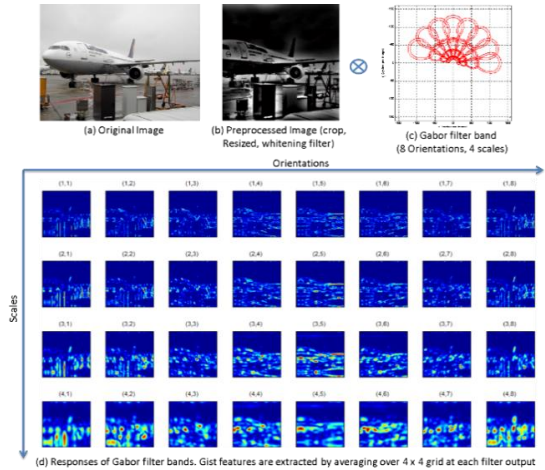 (a) Original Image
(b) Preprocessed Image (crop,
Resized, whitening filter)
(c) Gabor filter band
(8 Orientations, 4 scales)
Orientations
Scales
(1,1) (1,2) (1,3) (1,4) (1,5) (1,6) (1,7) (1,8)
(2,1) (2,2) (2,3) (2,4) (2,5) (2,6) (2,7) (2,8)
(3,1) (3,2) (3,3) (3,4) (3,5) (3,6) (3,7) (3,8)
(4,1) (4,2) (4,3) (4,4) (4,5) (4,6) (4,7) (4,8)
(d) Responses of Gabor filter bands. Gist features are extracted by averaging over 4 x 4 grid at each filter output